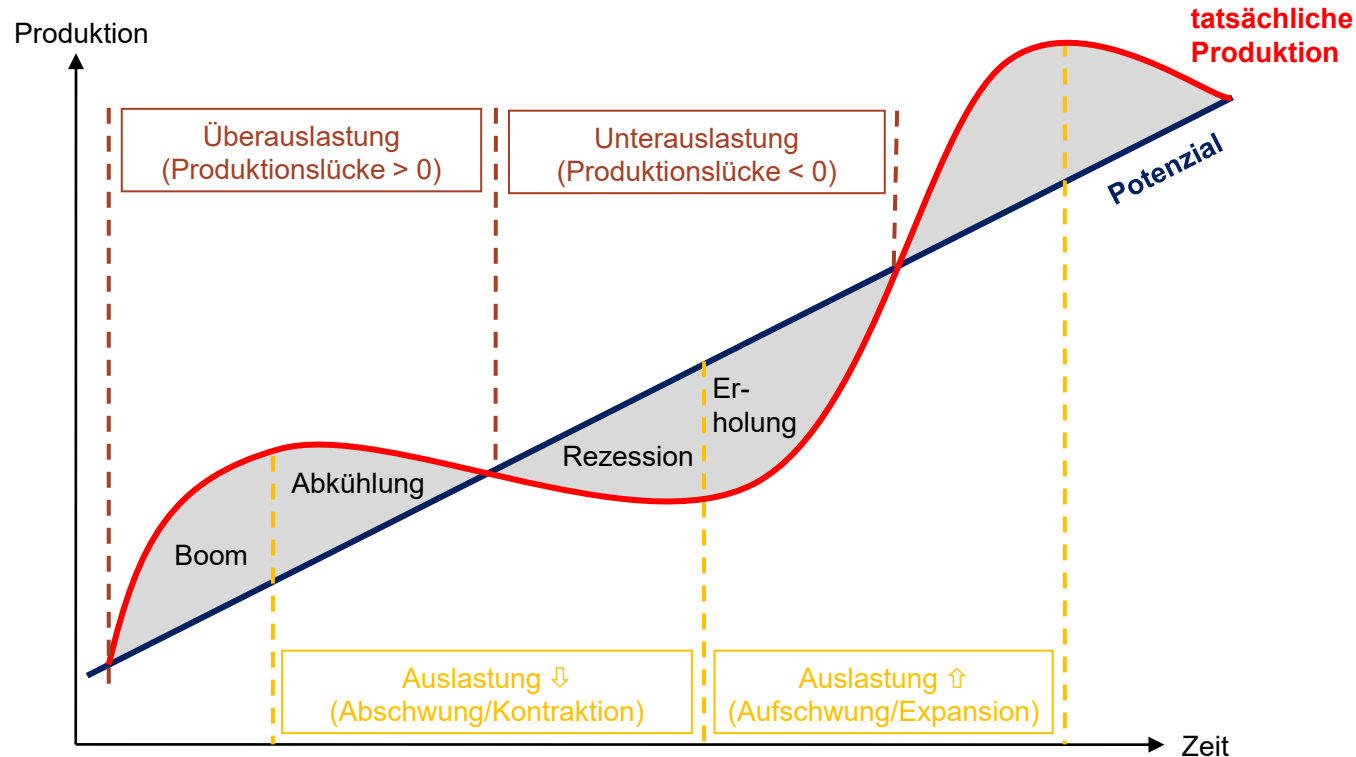 tatsächliche
Produktion
Produktion
Überauslastung
(Produktionslücke > 0)
Unterauslastung
(Produktionslücke < 0)
Potenzial
Er-
holung
Rezession
Abkühlung
Boom
Auslastung ⇩
(Abschwung/Kontraktion)
Auslastung ⇧
(Aufschwung/Expansion)
Zeit